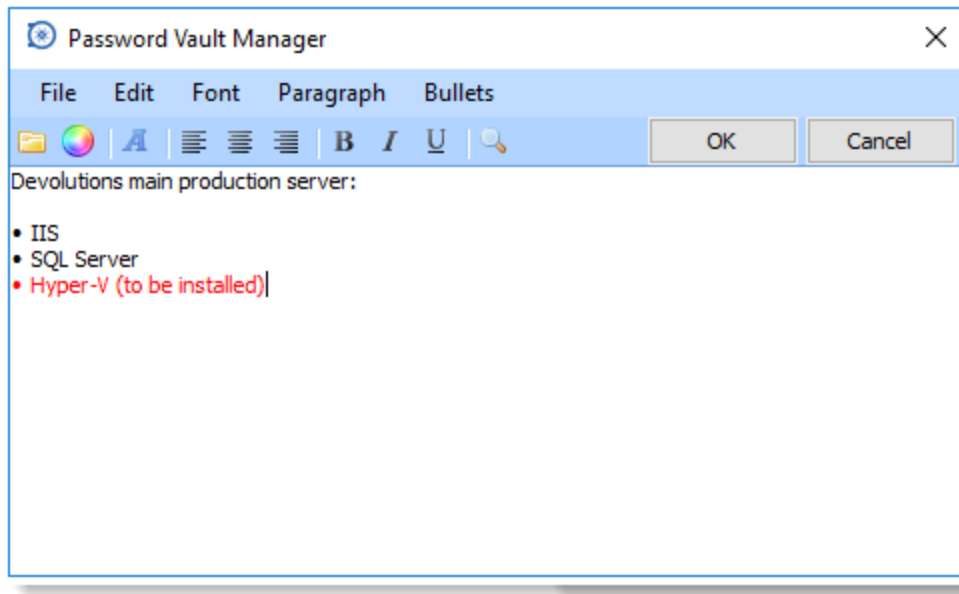 Password Vault Manager
File Edit Font Paragraph Bullets
A B I U OK Cancel
Devolutions main production server:
• IIS
• SQL Server
• Hyper-V (to be installed)